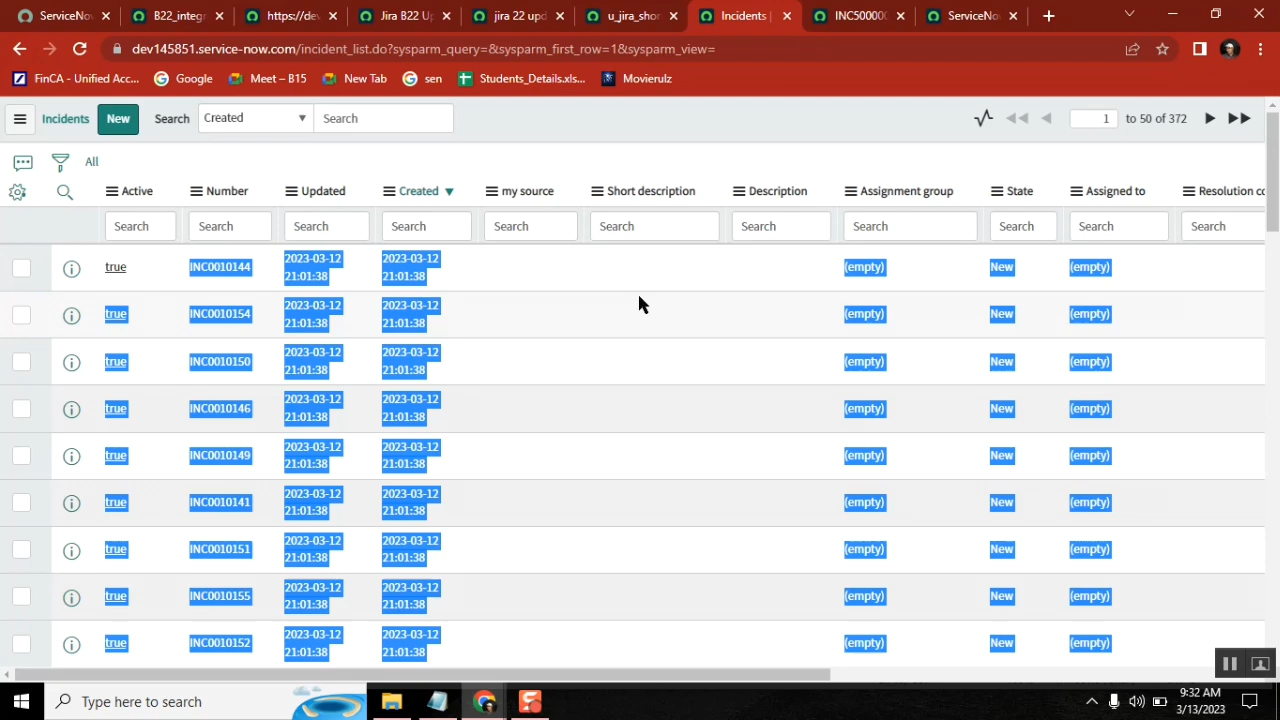 ServiceNov
B22_integr
https://dev
Jira B22 Up
jira 22 upd
u_jira_shor
Incidents |
INC500000
ServiceNo
dev145851.service-now.com/incident_list.do?sysparm_query=&sysparm_first_row=1&sysparm_view=
FinCA - Unified Acc...
Google
Meet – B15
New Tab
sen
Students_Details.xls...
Movierulz
Incidents
New
Search
Created
Search
1
to 50 of 372
All
Active
Number
Updated
Created
my source
Short description
Description
Assignment group
State
Assigned to
Resolution co
Search
Search
Search
Search
Search
Search
Search
Search
Search
Search
Search
true INC0010144 2023-03-12 21:01:38 2023-03-12 21:01:38 (empty) New (empty)
true INC0010154 2023-03-12 21:01:38 2023-03-12 21:01:38 (empty) New (empty)
true INC0010150 2023-03-12 21:01:38 2023-03-12 21:01:38 (empty) New (empty)
true INC0010146 2023-03-12 21:01:38 2023-03-12 21:01:38 (empty) New (empty)
true INC0010149 2023-03-12 21:01:38 2023-03-12 21:01:38 (empty) New (empty)
true INC0010141 2023-03-12 21:01:38 2023-03-12 21:01:38 (empty) New (empty)
true INC0010151 2023-03-12 21:01:38 2023-03-12 21:01:38 (empty) New (empty)
true INC0010155 2023-03-12 21:01:38 2023-03-12 21:01:38 (empty) New (empty)
true INC0010152 2023-03-12 21:01:38 2023-03-12 21:01:38 (empty) New (empty)
Type here to search
9:32 AM
3/13/2023